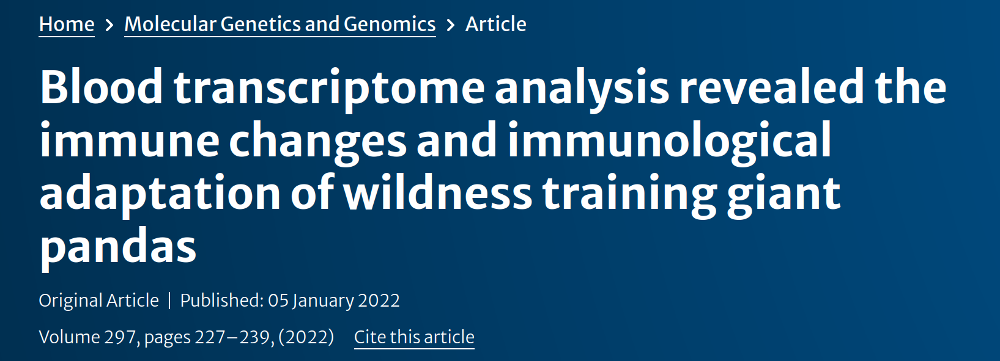 Home > Molecular Genetics and Genomics > Article
Blood transcriptome analysis revealed the
immune changes and immunological
adaptation of wildness training giant
pandas
Original Article | Published: 05 January 2022
Volume 297, pages 227–239, (2022) Cite this article